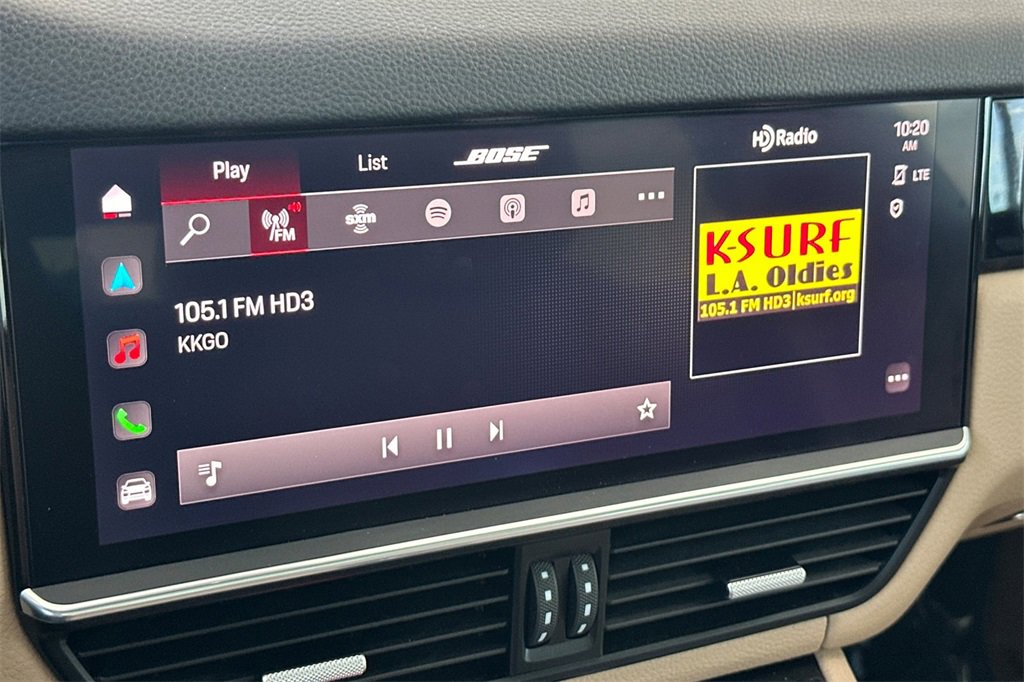 Play
List
BOSE
HD Radio
10:20
AM
FM
sxm
LTE
105.1 FM HD3
KKGO
K-SURF
L.A. Oldies
105.1 FM HD3|ksurf.org